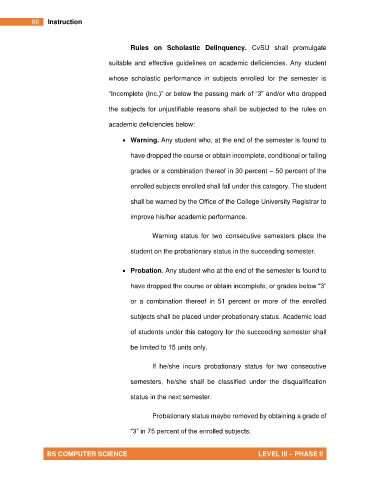 86 Instruction
Rules on Scholastic Delinquency. CvSU shall promulgate
suitable and effective guidelines on academic deficiencies. Any student
whose scholastic performance in subjects enrolled for the semester is
“Incomplete (Inc.)” or below the passing mark of “3” and/or who dropped
the subjects for unjustifiable reasons shall be subjected to the rules on
academic deficiencies below:
• Warning. Any student who, at the end of the semester is found to
have dropped the course or obtain incomplete, conditional or failing
grades or a combination thereof in 30 percent – 50 percent of the
enrolled subjects enrolled shall fall under this category. The student
shall be warned by the Office of the College University Registrar to
improve his/her academic performance.
Warning status for two consecutive semesters place the
student on the probationary status in the succeeding semester.
• Probation. Any student who at the end of the semester is found to
have dropped the course or obtain incomplete, or grades below “3”
or a combination thereof in 51 percent or more of the enrolled
subjects shall be placed under probationary status. Academic load
of students under this category for the succeeding semester shall
be limited to 15 units only.
If he/she incurs probationary status for two consecutive
semesters, he/she shall be classified under the disqualification
status in the next semester.
Probationary status maybe removed by obtaining a grade of
“3” in 75 percent of the enrolled subjects.
BS COMPUTER SCIENCE LEVEL III – PHASE II